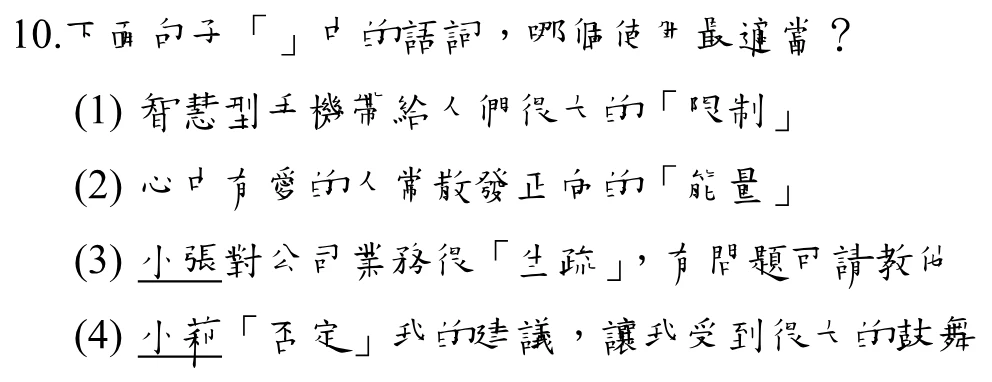 10.下面句子「」中的話詞，哪個使用最適當？
(1) 智慧型手機帶給人們很大的「限制」
(2) 心中有愛的人常散發正向的「能量」
(3) 小張對公司業務很「生疏」，有問題可請教他
(4) 小莉「否定」我的建議，讓我受到很大的鼓舞